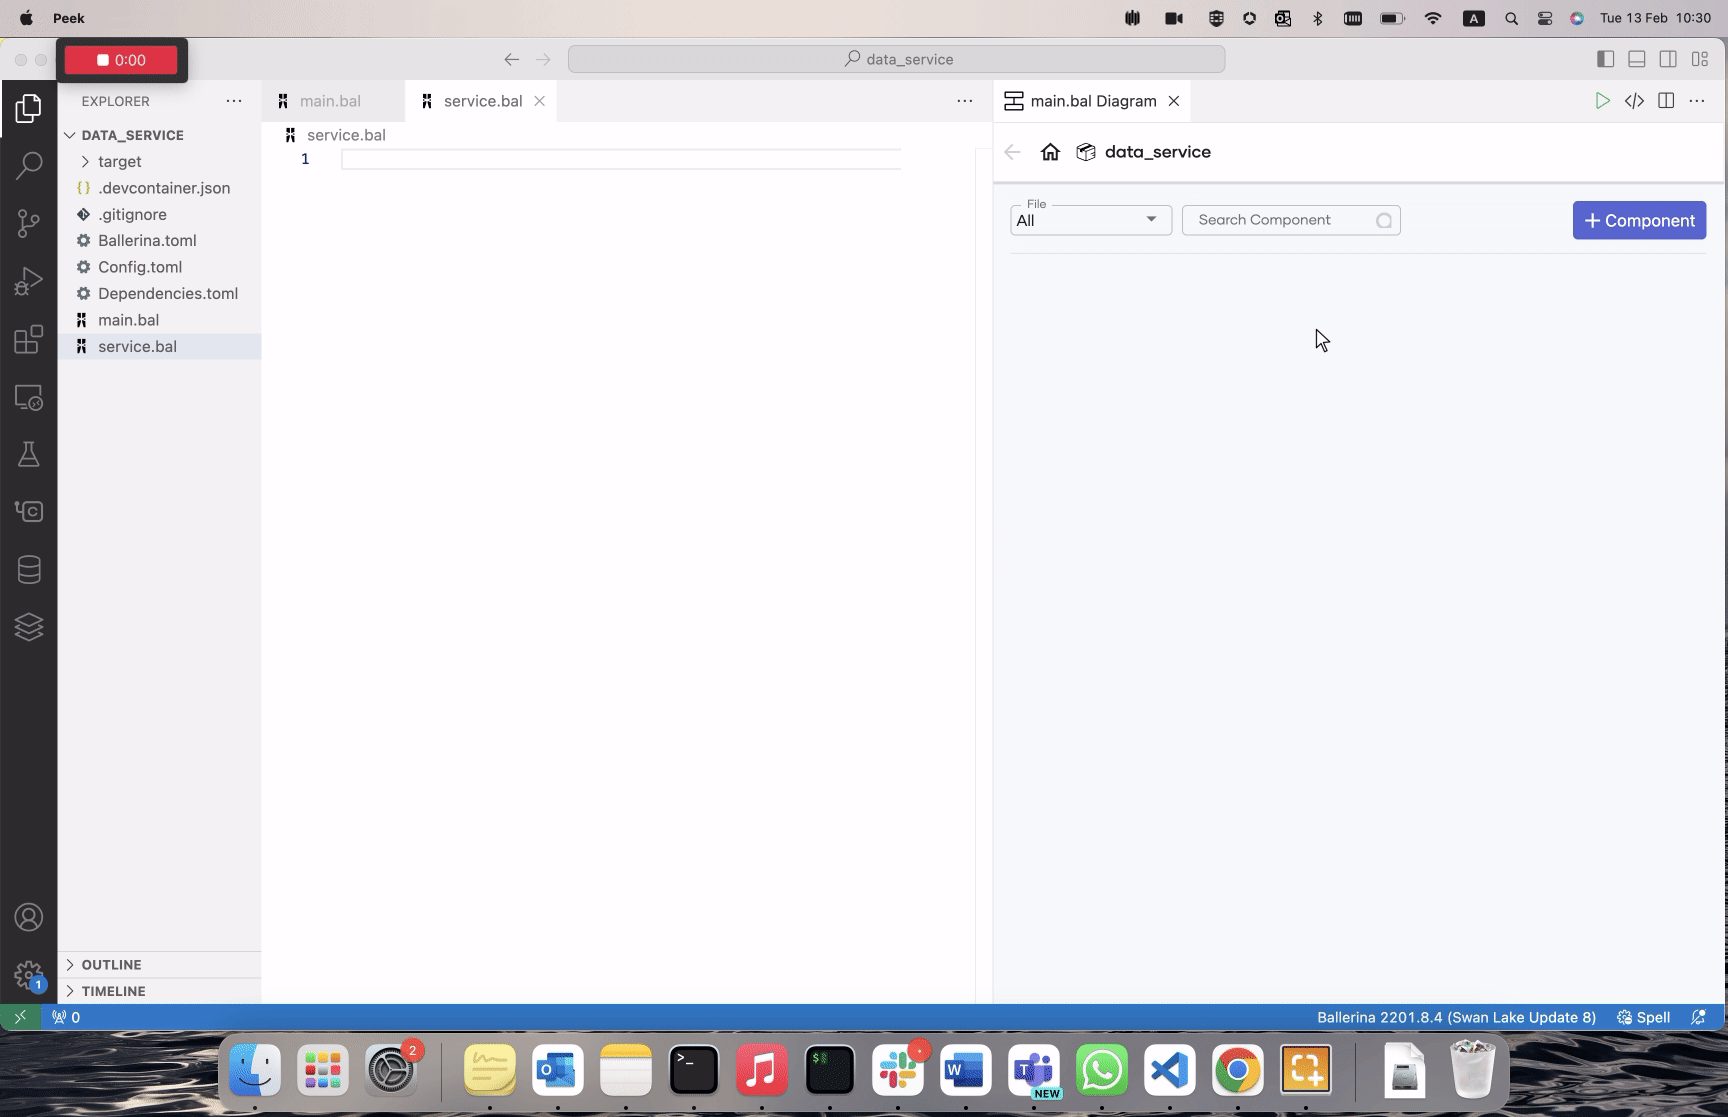 Peek
A
Tue 13 Feb 10:30
0:00
data_service
EXPLORER
DATA_SERVICE
target
{} .devcontainer.json
.gitignore
Ballerina.toml
Config.toml
Dependencies.toml
main.bal
service.bal
OUTLINE
TIMELINE
1
main.bal
service.bal
service.bal
1
main.bal Diagram
data_service
File
All
Search Component
+ Component
0
Ballerina 2201.8.4 (Swan Lake Update 8)
Spell
2
O
>_
$
W
T
NEW